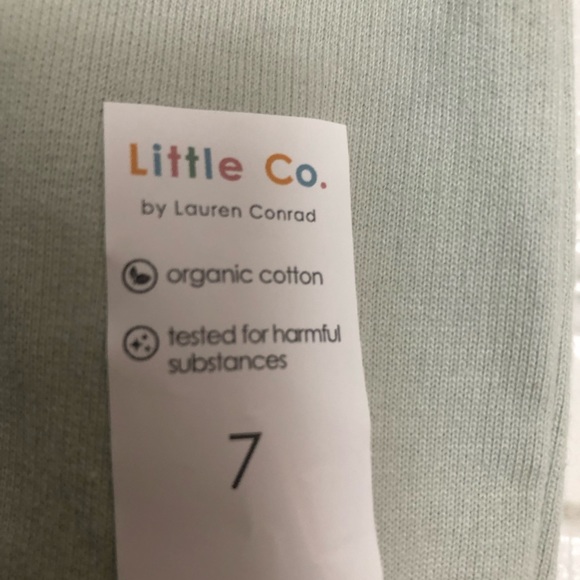 Little Co.
by Lauren Conrad
organic cotton
tested for harmful
substances
7